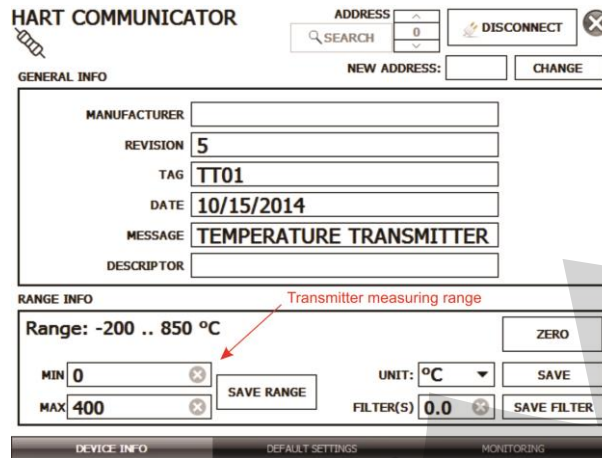 HART COMMUNICATOR
ADDRESS
SEARCH
0
DISCONNECT
NEW ADDRESS:
CHANGE
GENERAL INFO
MANUFACTURER
REVISION 5
TAG TT01
DATE 10/15/2014
MESSAGE TEMPERATURE TRANSMITTER
DESCRIPTOR
RANGE INFO
Transmitter measuring range
Range: -200 .. 850 ºC
ZERO
MIN 0
SAVE RANGE
UNIT: ºC
SAVE
MAX 400
FILTER(S) 0.0
SAVE FILTER
DEVICE INFO
DEFAULT SETTINGS
MONITORING